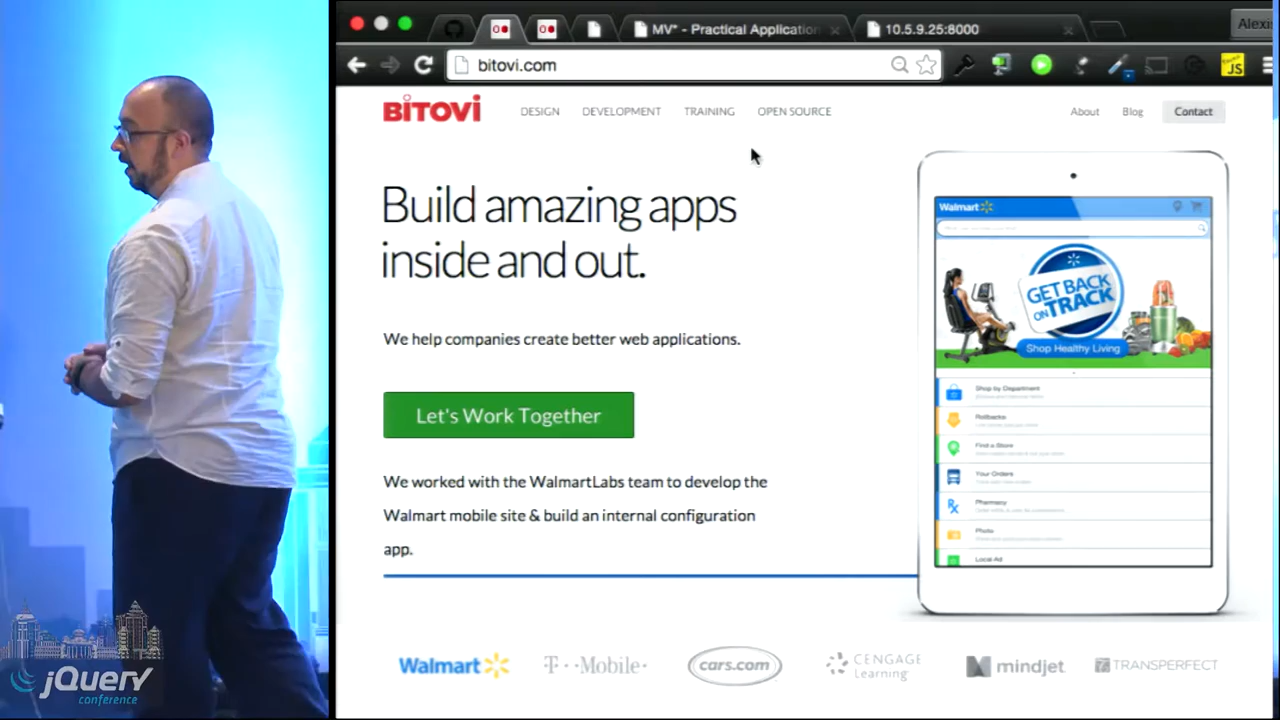 MV* - Practical Application
10.5.9.25:8000
Alexis
bitovi.com
JS
BiTOVi
DESIGN DEVELOPMENT TRAINING OPEN SOURCE
About Blog Contact
Build amazing apps
inside and out.
We help companies create better web applications.
Let's Work Together
We worked with the WalmartLabs team to develop the
Walmart mobile site & build an internal configuration
app.
Walmart
GET BACK
ON TRACK
Shop Healthy Living
Shop by Department
Rollbacks
Find a Store
Your Orders
Pharmacy
Photo
Local Ad
Walmart
T··Mobile·
cars.com
CENGAGE
Learning
mindjet
TRANSPERFECT
jQuery
conference